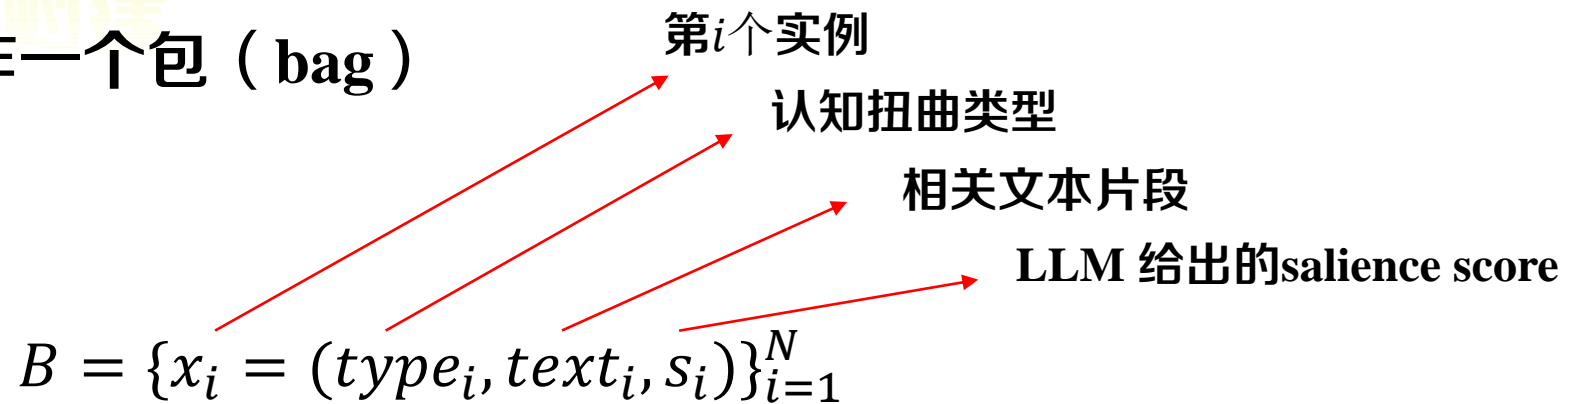 一个包（bag）
第i个实例
认知扭曲类型
相关文本片段
LLM 给出的salience score
B = {x_i = (type_i, text_i, s_i)}_{i=1}^N